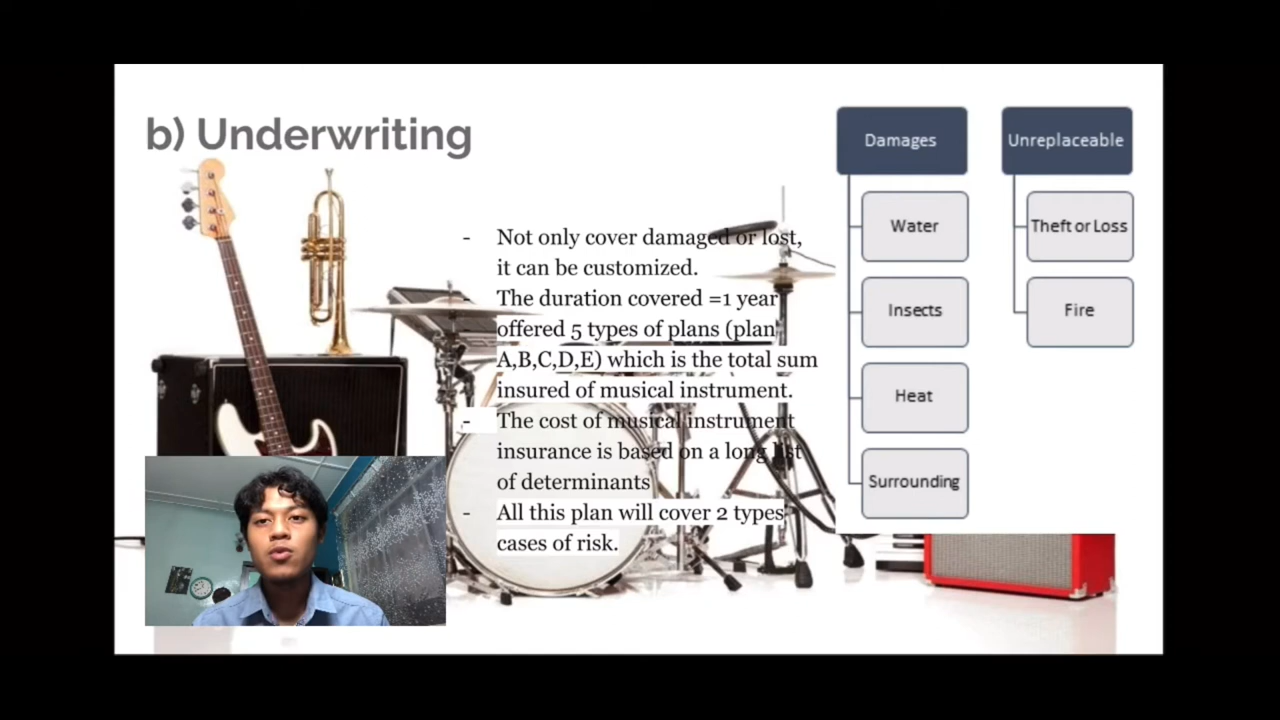 b) Underwriting
- Not only cover damaged or lost,
it can be customized.
- The duration covered =1 year
offered 5 types of plans (plan
A,B,C,D,E) which is the total sum
insured of musical instrument.
- The cost of musical instrument
insurance is based on a long list
of determinants
- All this plan will cover 2 types
cases of risk.
Damages
Water
Insects
Heat
Surrounding
Unreplaceable
Theft or Loss
Fire